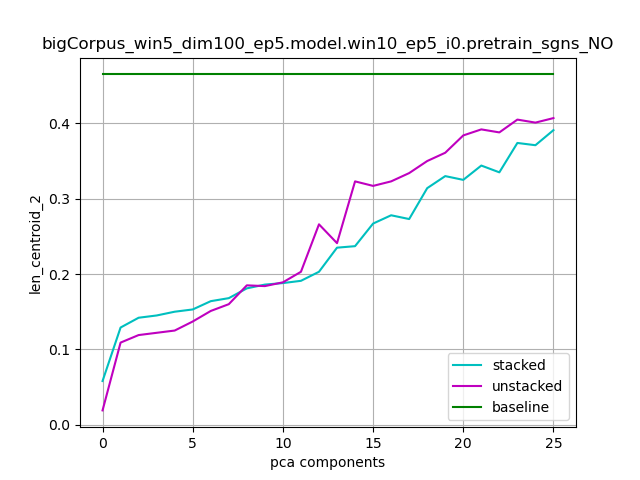 bigCorpus_win5_dim100_ep5.model.win10_ep5_i0.pretrain_sgns_NO
len_centroid_2
0.4
0.3
0.2
0.1
0.0
0 5 10 15 20 25
pca components
stacked
unstacked
baseline